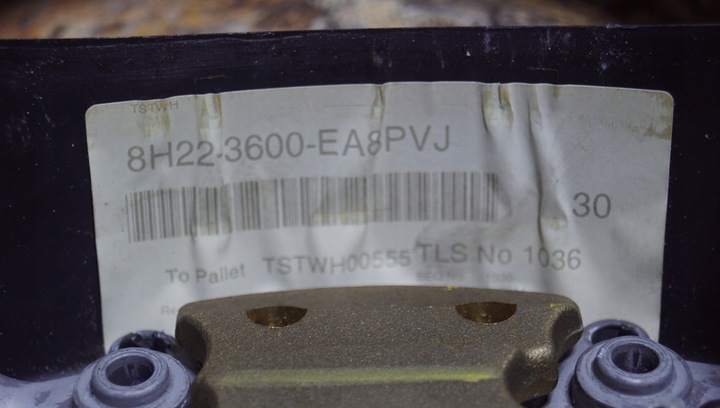 TSTWH
8H22-3600-EA8PVJ
30
To Pallet TSTWH00555 TLS No 1036